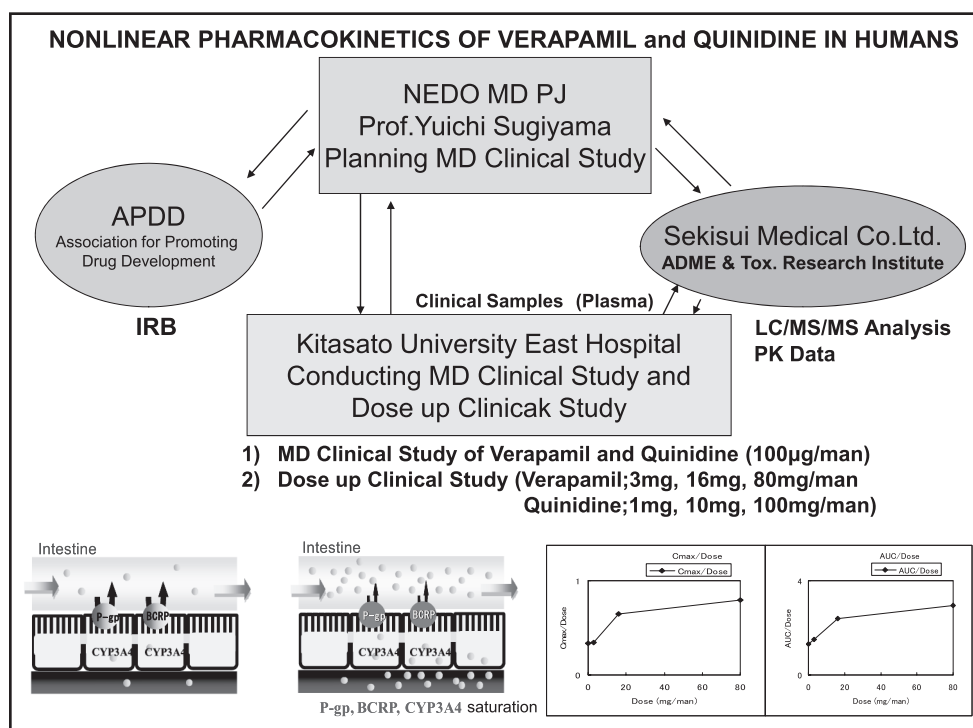 NONLINEAR PHARMACOKINETICS OF VERAPAMIL and QUINIDINE IN HUMANS
NEDO MD PJ
Prof.Yuichi Sugiyama
Planning MD Clinical Study
APDD
Association for Promoting
Drug Development
IRB
Sekisui Medical Co.Ltd.
ADME & Tox. Research Institute
LC/MS/MS Analysis
PK Data
Clinical Samples (Plasma)
Kitasato University East Hospital
Conducting MD Clinical Study and
Dose up Clinicak Study
1) MD Clinical Study of Verapamil and Quinidine (100µg/man)
2) Dose up Clinical Study (Verapamil;3mg, 16mg, 80mg/man
Quinidine;1mg, 10mg, 100mg/man)
Intestine
P-gp
BCRP
CYP3A4
CYP3A4
Intestine
P-gp
BCRP
CYP3A4
CYP3A4
P-gp, BCRP, CYP3A4 saturation
Cmax/Dose
Cmax/Dose
1
Cmax/Dose
0
0 20 40 60 80
Dose (mg/man)
AUC/Dose
AUC/Dose
4
AUC/Dose
0
0 20 40 60 80
Dose (mg/man)